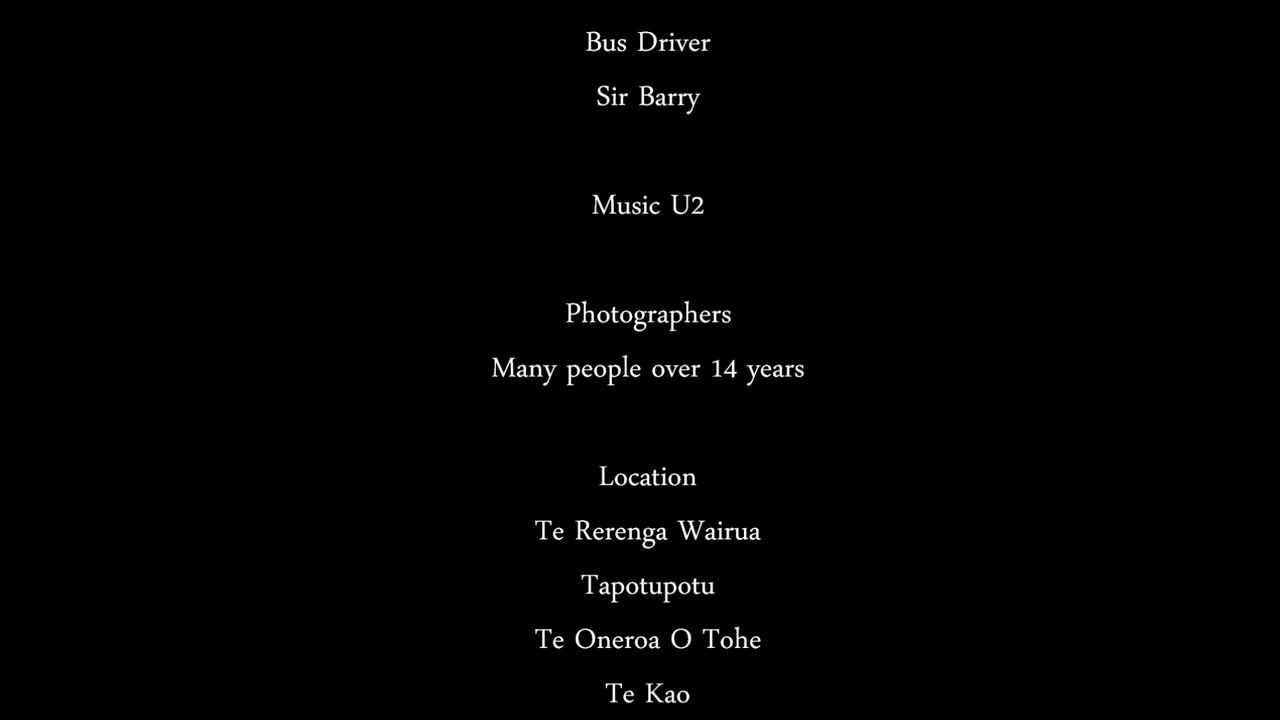 Bus Driver
Sir Barry
Music U2
Photographers
Many people over 14 years
Location
Te Rerenga Wairua
Tapotupotu
Te Oneroa O Tohe
Te Kao